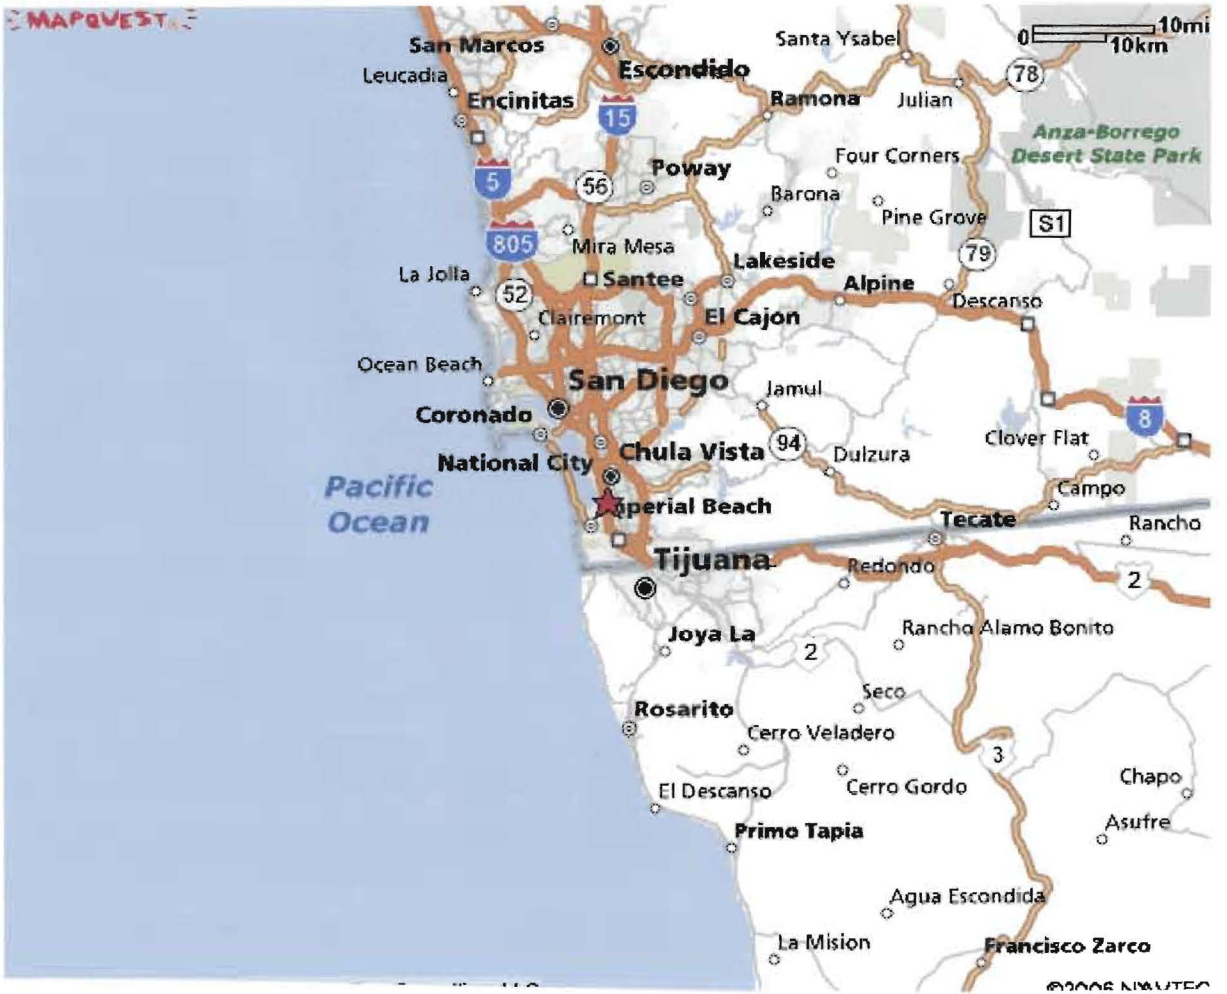 MAPQUEST
10mi
0
10km
San Marcos
Santa Ysabel
Escondido
78
Leucadia
Encinitas
Ramona
Julian
15
Anza-Borrego
Desert State Park
Four Corners
Poway
5
56
Barona
Pine Grove
S1
805
Mira Mesa
79
La Jolla
Santee
Lakeside
52
Alpine
Descanso
Clairemont
El Cajon
Ocean Beach
San Diego
Jamul
Coronado
8
94
Clover Flat
National City
Chula Vista
Dulzura
Pacific
Ocean
Campo
perial Beach
Tecate
Rancho
Tijuana
Redondo
2
Joya La
2
Rancho Alamo Bonito
Seco
Rosarito
Cerro Veladero
3
El Descanso
Cerro Gordo
Chapo
Primo Tapia
Asufre
Agua Escondida
La Mision
Francisco Zarco
©2006 NAVTEQ